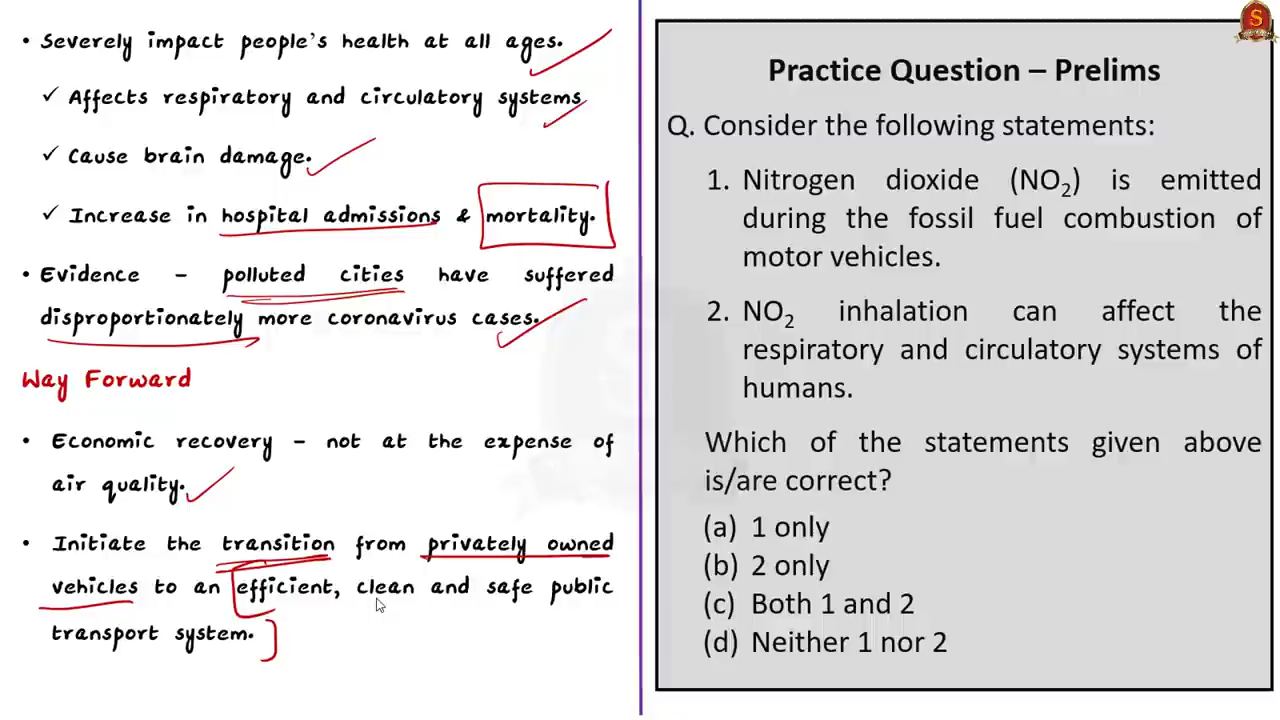 • Severely impact people's health at all ages.
✓ Affects respiratory and circulatory systems
✓ Cause brain damage.
✓ Increase in hospital admissions & mortality.
• Evidence – polluted cities have suffered
disproportionately more coronavirus cases.
Way Forward
• Economic recovery – not at the expense of
air quality.
• Initiate the transition from privately owned
vehicles to an efficient, clean and safe public
transport system.
Practice Question – Prelims
Q. Consider the following statements:
1. Nitrogen dioxide (NO₂) is emitted
during the fossil fuel combustion of
motor vehicles.
2. NO₂ inhalation can affect the
respiratory and circulatory systems of
humans.
Which of the statements given above
is/are correct?
(a) 1 only
(b) 2 only
(c) Both 1 and 2
(d) Neither 1 nor 2